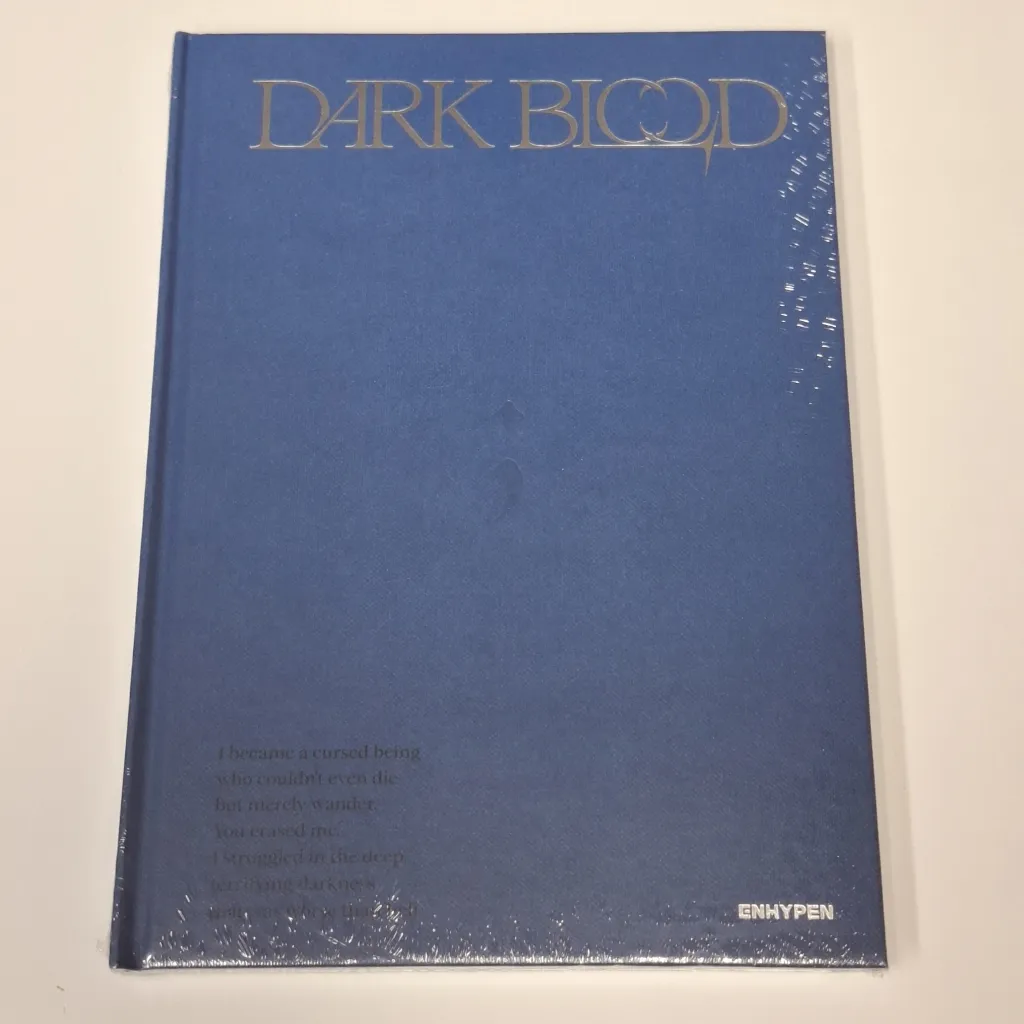 DARK BLOOD
I became a cursed being
who couldn't even die
but merely wander.
You erased me.
I struggled in the deep
terrifying darkness
ENHYPEN